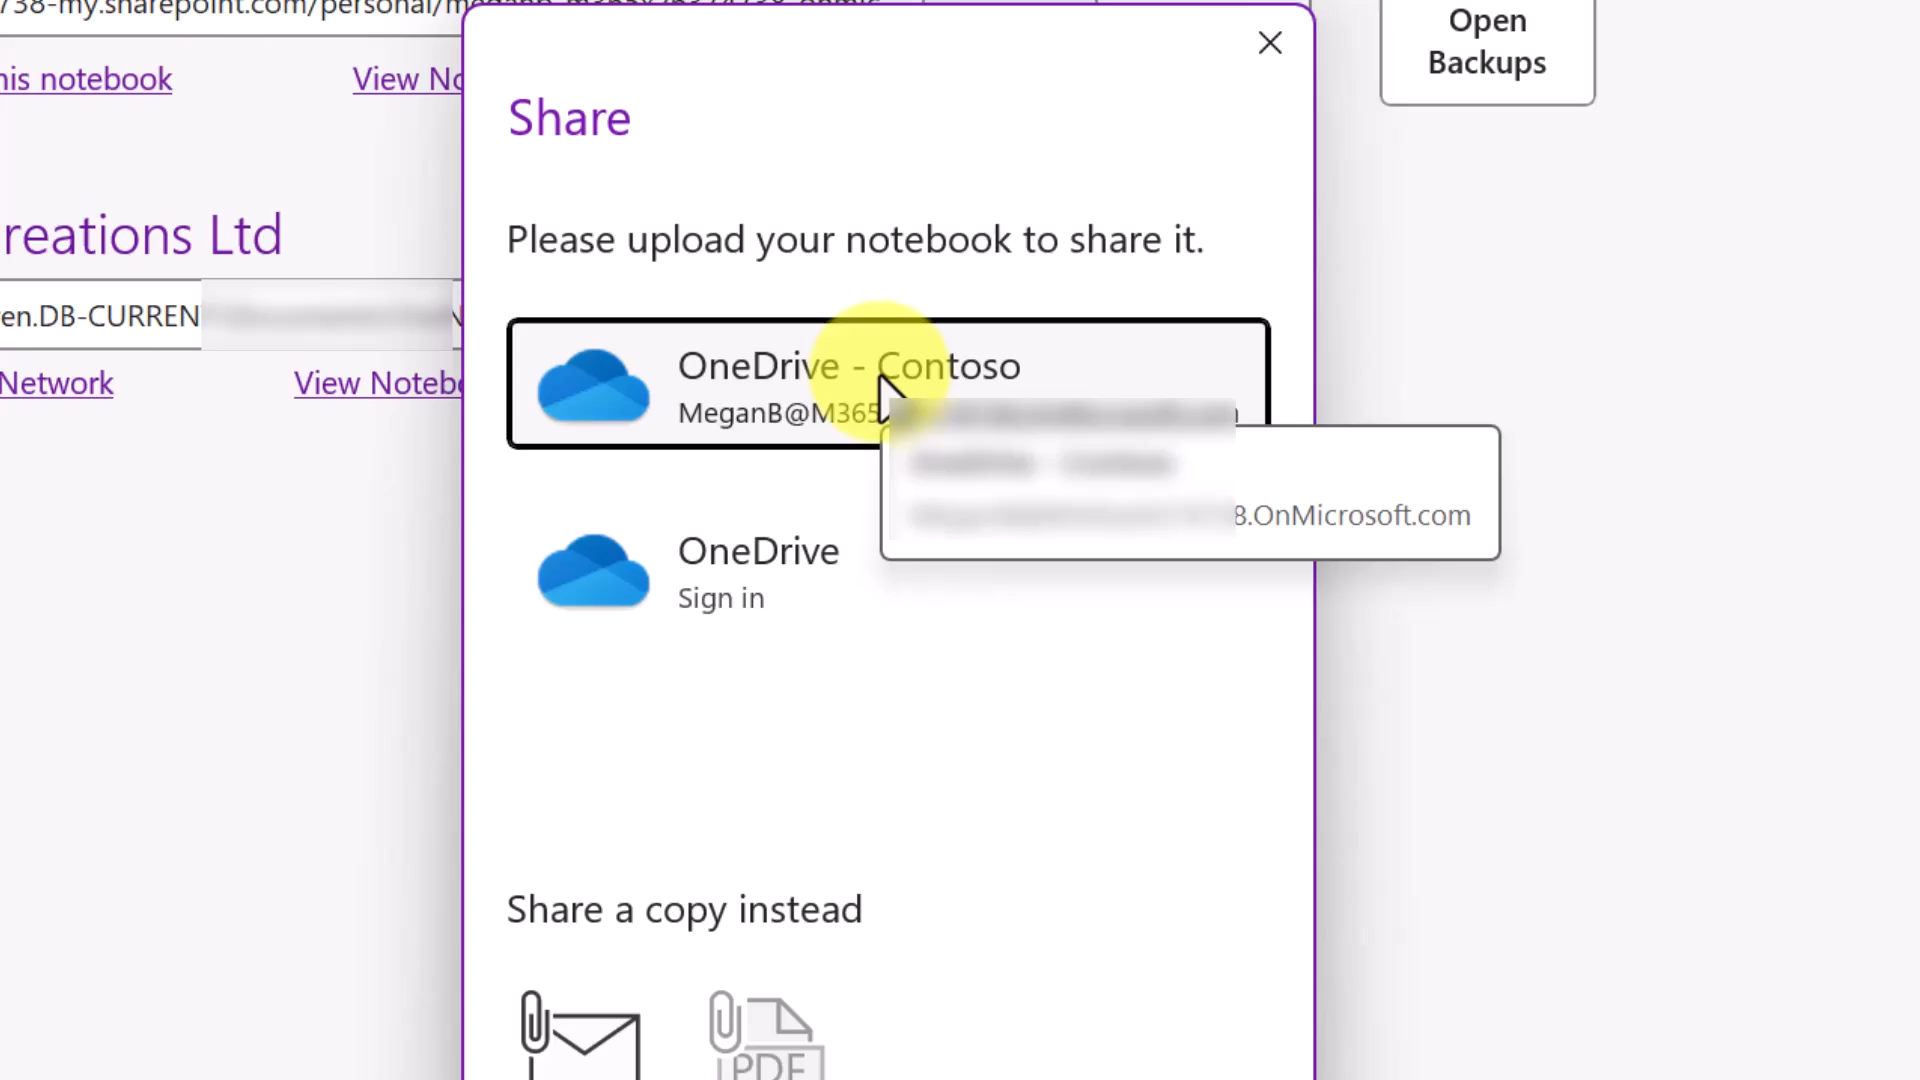 738-my.sharepoint.com/personal/
his notebook
View No
reations Ltd
en.DB-CURREN
Network
View Notebo
Share
Please upload your notebook to share it.
OneDrive - Contoso
MeganB@M365
8.OnMicrosoft.com
OneDrive
Sign in
Share a copy instead
PDF
Open
Backups